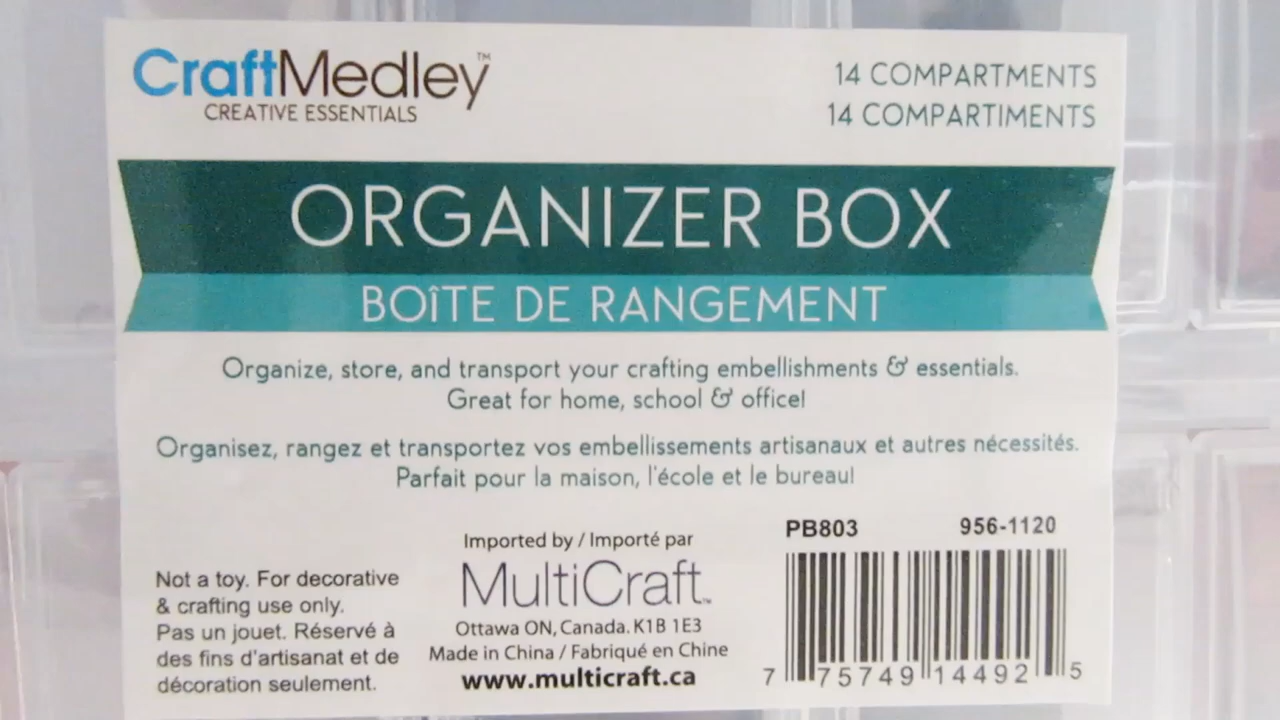 CraftMedley™
CREATIVE ESSENTIALS
14 COMPARTMENTS
14 COMPARTIMENTS
ORGANIZER BOX
BOîTE DE RANGEMENT
Organize, store, and transport your crafting embellishments & essentials.
Great for home, school & office!
Organisez, rangez et transportez vos embellissements artisanaux et autres nécessités.
Parfait pour la maison, l'école et le bureau!
Not a toy. For decorative
& crafting use only.
Pas un jouet. Réservé à
des fins d'artisanat et de
décoration seulement.
Imported by / Importé par
MultiCraft™
Ottawa ON, Canada. K1B 1E3
Made in China / Fabriqué en Chine
www.multicraft.ca
PB803 956-1120
7 75749 14492 5